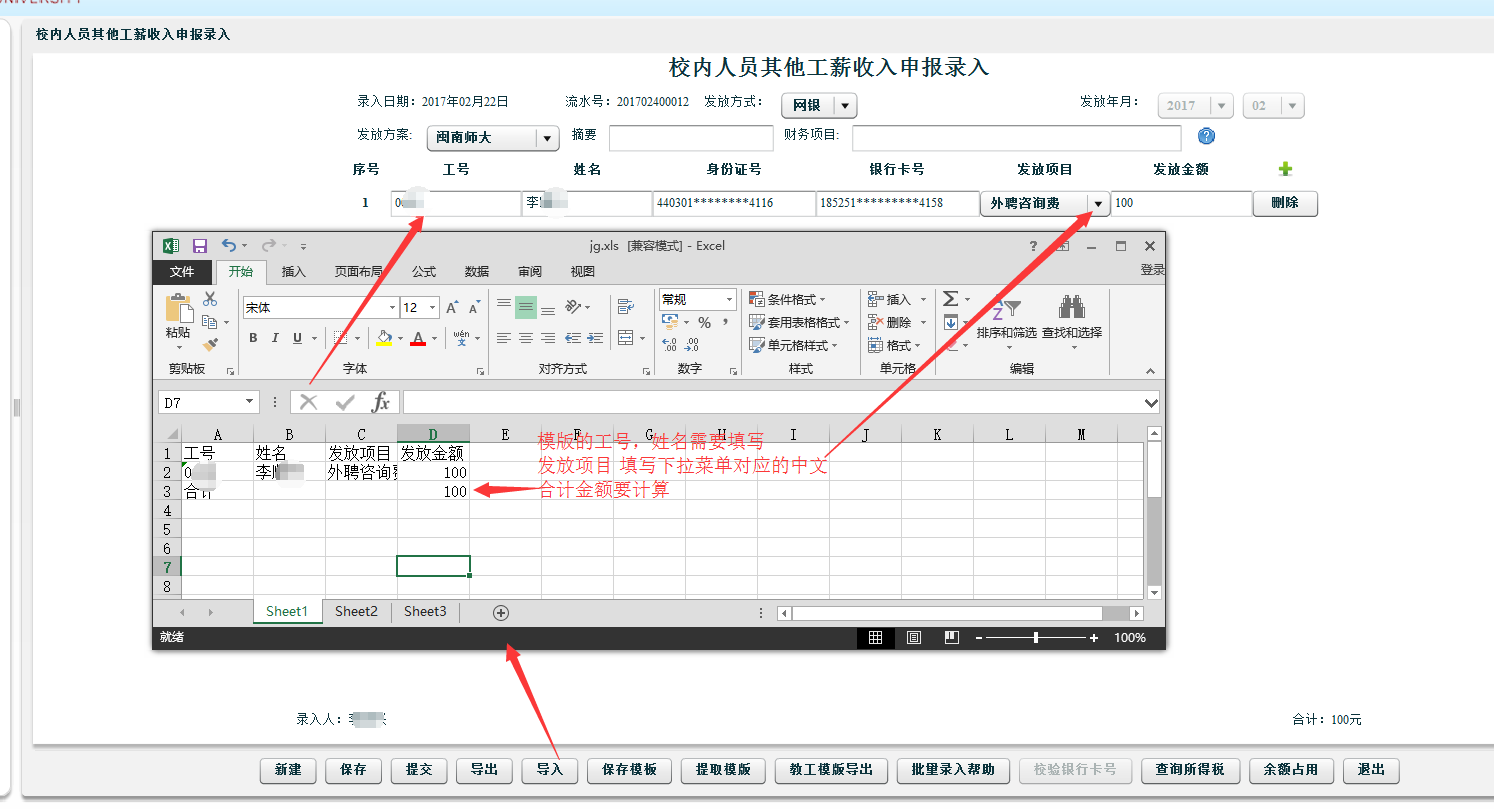 校内人员其他工薪收入申报录入
校内人员其他工薪收入申报录入
录入日期： 2017年02月22日 流水号： 201702400012 发放方式： 网银 发放年月： 2017 02
发放方案: 闽南师大 摘要 财务项目:
序号 工号 姓名 身份证号 银行卡号 发放项目 发放金额
1 0 李 440301********4116 185251*********4158 外聘咨询费 100 删除
jg.xls [兼容模式] - Excel ?
文件 开始 插入 页面布局 公式 数据 审阅 视图 登录
宋体 12 A A 常规 条件格式 插入 Σ
粘贴 B I U A wén 文 % , 套用表格格式 删除 排序和筛选 查找和选择
单元格样式 格式
剪贴板 字体 对齐方式 数字 样式 单元格 编辑
D7 fx
A B C D E F G H I J K L M
1 工号 姓名 发放项目 发放金额
模版的工号，姓名需要填写
2 0 李 外聘咨询费 100
发放项目 填写下拉菜单对应的中文
3 合计 100
合计金额要计算
4
5
6
7
8
Sheet1 Sheet2 Sheet3
就绪 100%
录入人： 合计： 100元
新建 保存 提交 导出 导入 保存模板 提取模版 教工模版导出 批量录入帮助 校验银行卡号 查询所得税 余额占用 退出